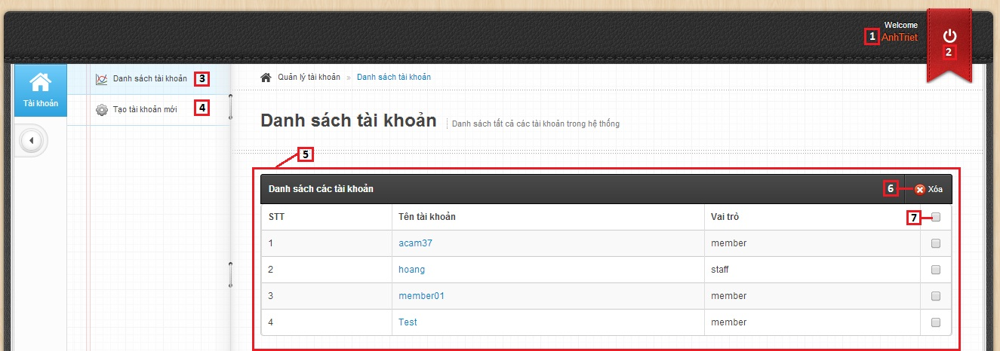 Welcome
1 AnhTriet
2
Tài khoản
Danh sách tài khoản 3
Tạo tài khoản mới 4
Quản lý tài khoản » Danh sách tài khoản
Danh sách tài khoản Danh sách tất cả các tài khoản trong hệ thống
5
Danh sách các tài khoản 6 Xóa
STT Tên tài khoản Vai trò 7
1 acam37 member
2 hoang staff
3 member01 member
4 Test member